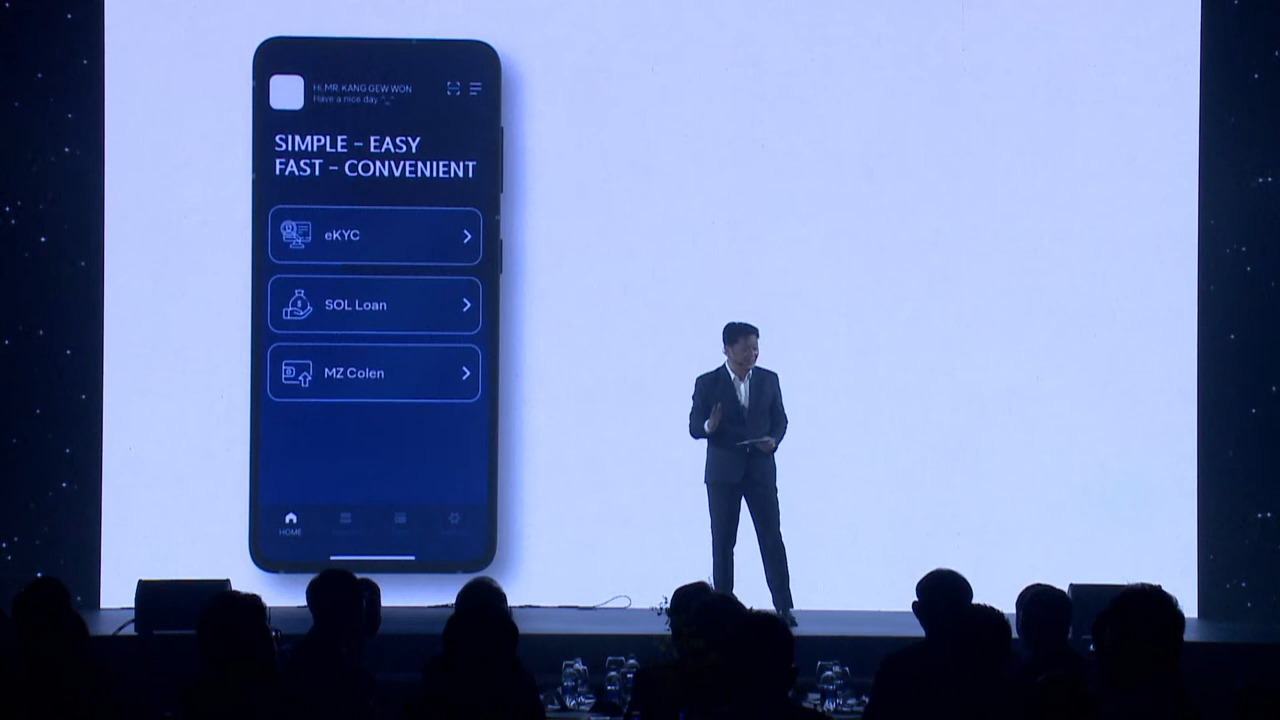 Hi, MR. KANG GEW WON
Have a nice day ^_^
SIMPLE - EASY
FAST - CONVENIENT
eKYC
SOL Loan
MZ Colen
HOME